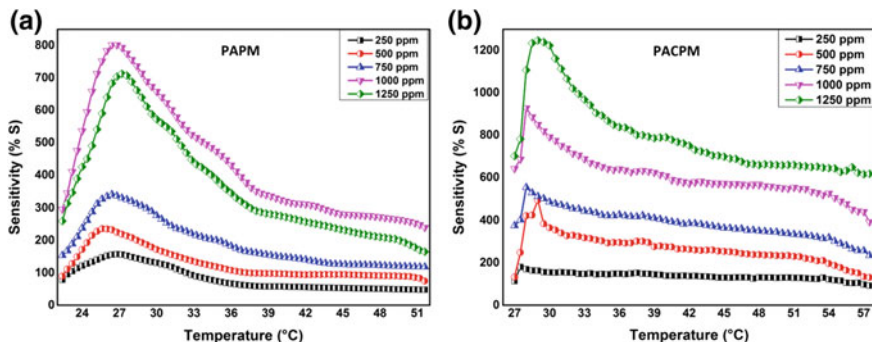 (a)
PAPM
250 ppm
500 ppm
750 ppm
1000 ppm
1250 ppm
Sensitivity (% S)
800
700
600
500
400
300
200
100
0
24 27 30 33 36 39 42 45 48 51
Temperature (°C)
(b)
PACPM
250 ppm
500 ppm
750 ppm
1000 ppm
1250 ppm
Sensitivity (% S)
1200
1000
800
600
400
200
0
27 30 33 36 39 42 45 48 51 54 57
Temperature (°C)